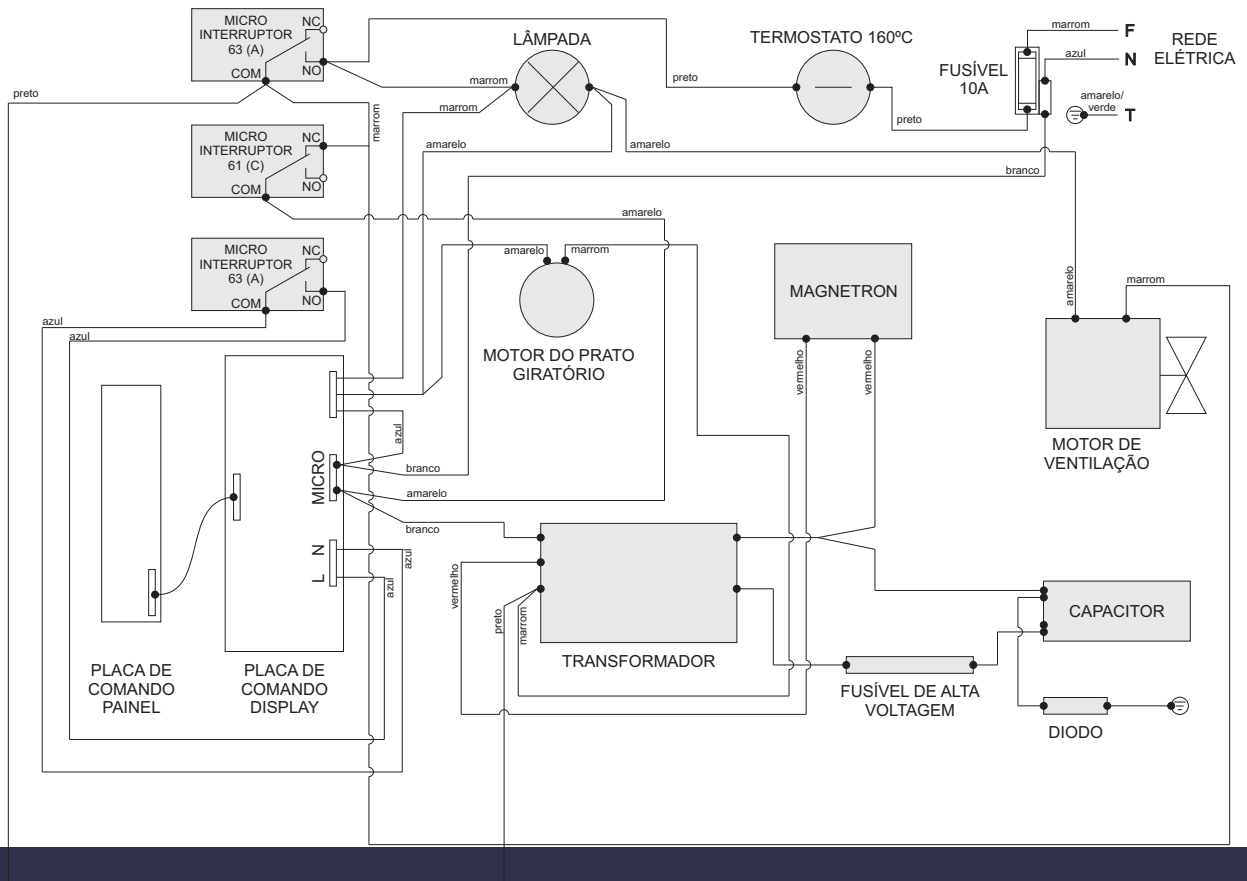 MICRO
INTERRUPTOR
63 (A)
NC
COM
NO
LÂMPADA
TERMOSTATO 160ºC
FUSÍVEL
10A
marrom
F
azul
N
REDE
ELÉTRICA
amarelo/
verde
T
preto
marrom
marrom
preto
preto
marrom
MICRO
INTERRUPTOR
61 (C)
NC
COM
NO
amarelo
amarelo
branco
amarelo
MICRO
INTERRUPTOR
63 (A)
NC
COM
NO
amarelo
marrom
MOTOR DO PRATO
GIRATÓRIO
MAGNETRON
vermelho
vermelho
amarelo
marrom
MOTOR DE
VENTILAÇÃO
azul
azul
azul
MICRO
branco
amarelo
branco
L N
azul
azul
vermelho
preto
marrom
TRANSFORMADOR
CAPACITOR
FUSÍVEL DE ALTA
VOLTAGEM
DIODO
PLACA DE
COMANDO
PAINEL
PLACA DE
COMANDO
DISPLAY